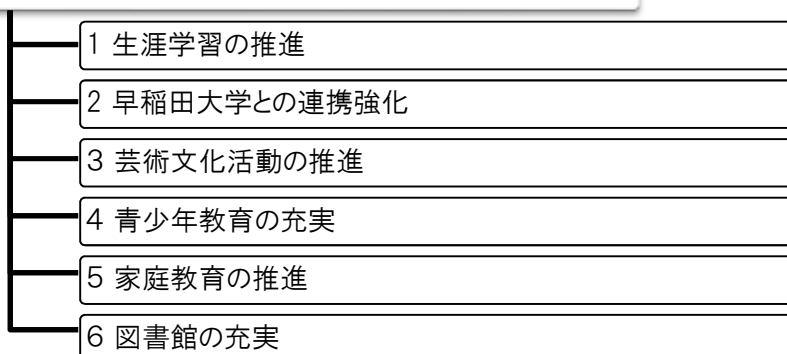 1 生涯学習の推進
2 早稲田大学との連携強化
3 芸術文化活動の推進
4 青少年教育の充実
5 家庭教育の推進
6 図書館の充実